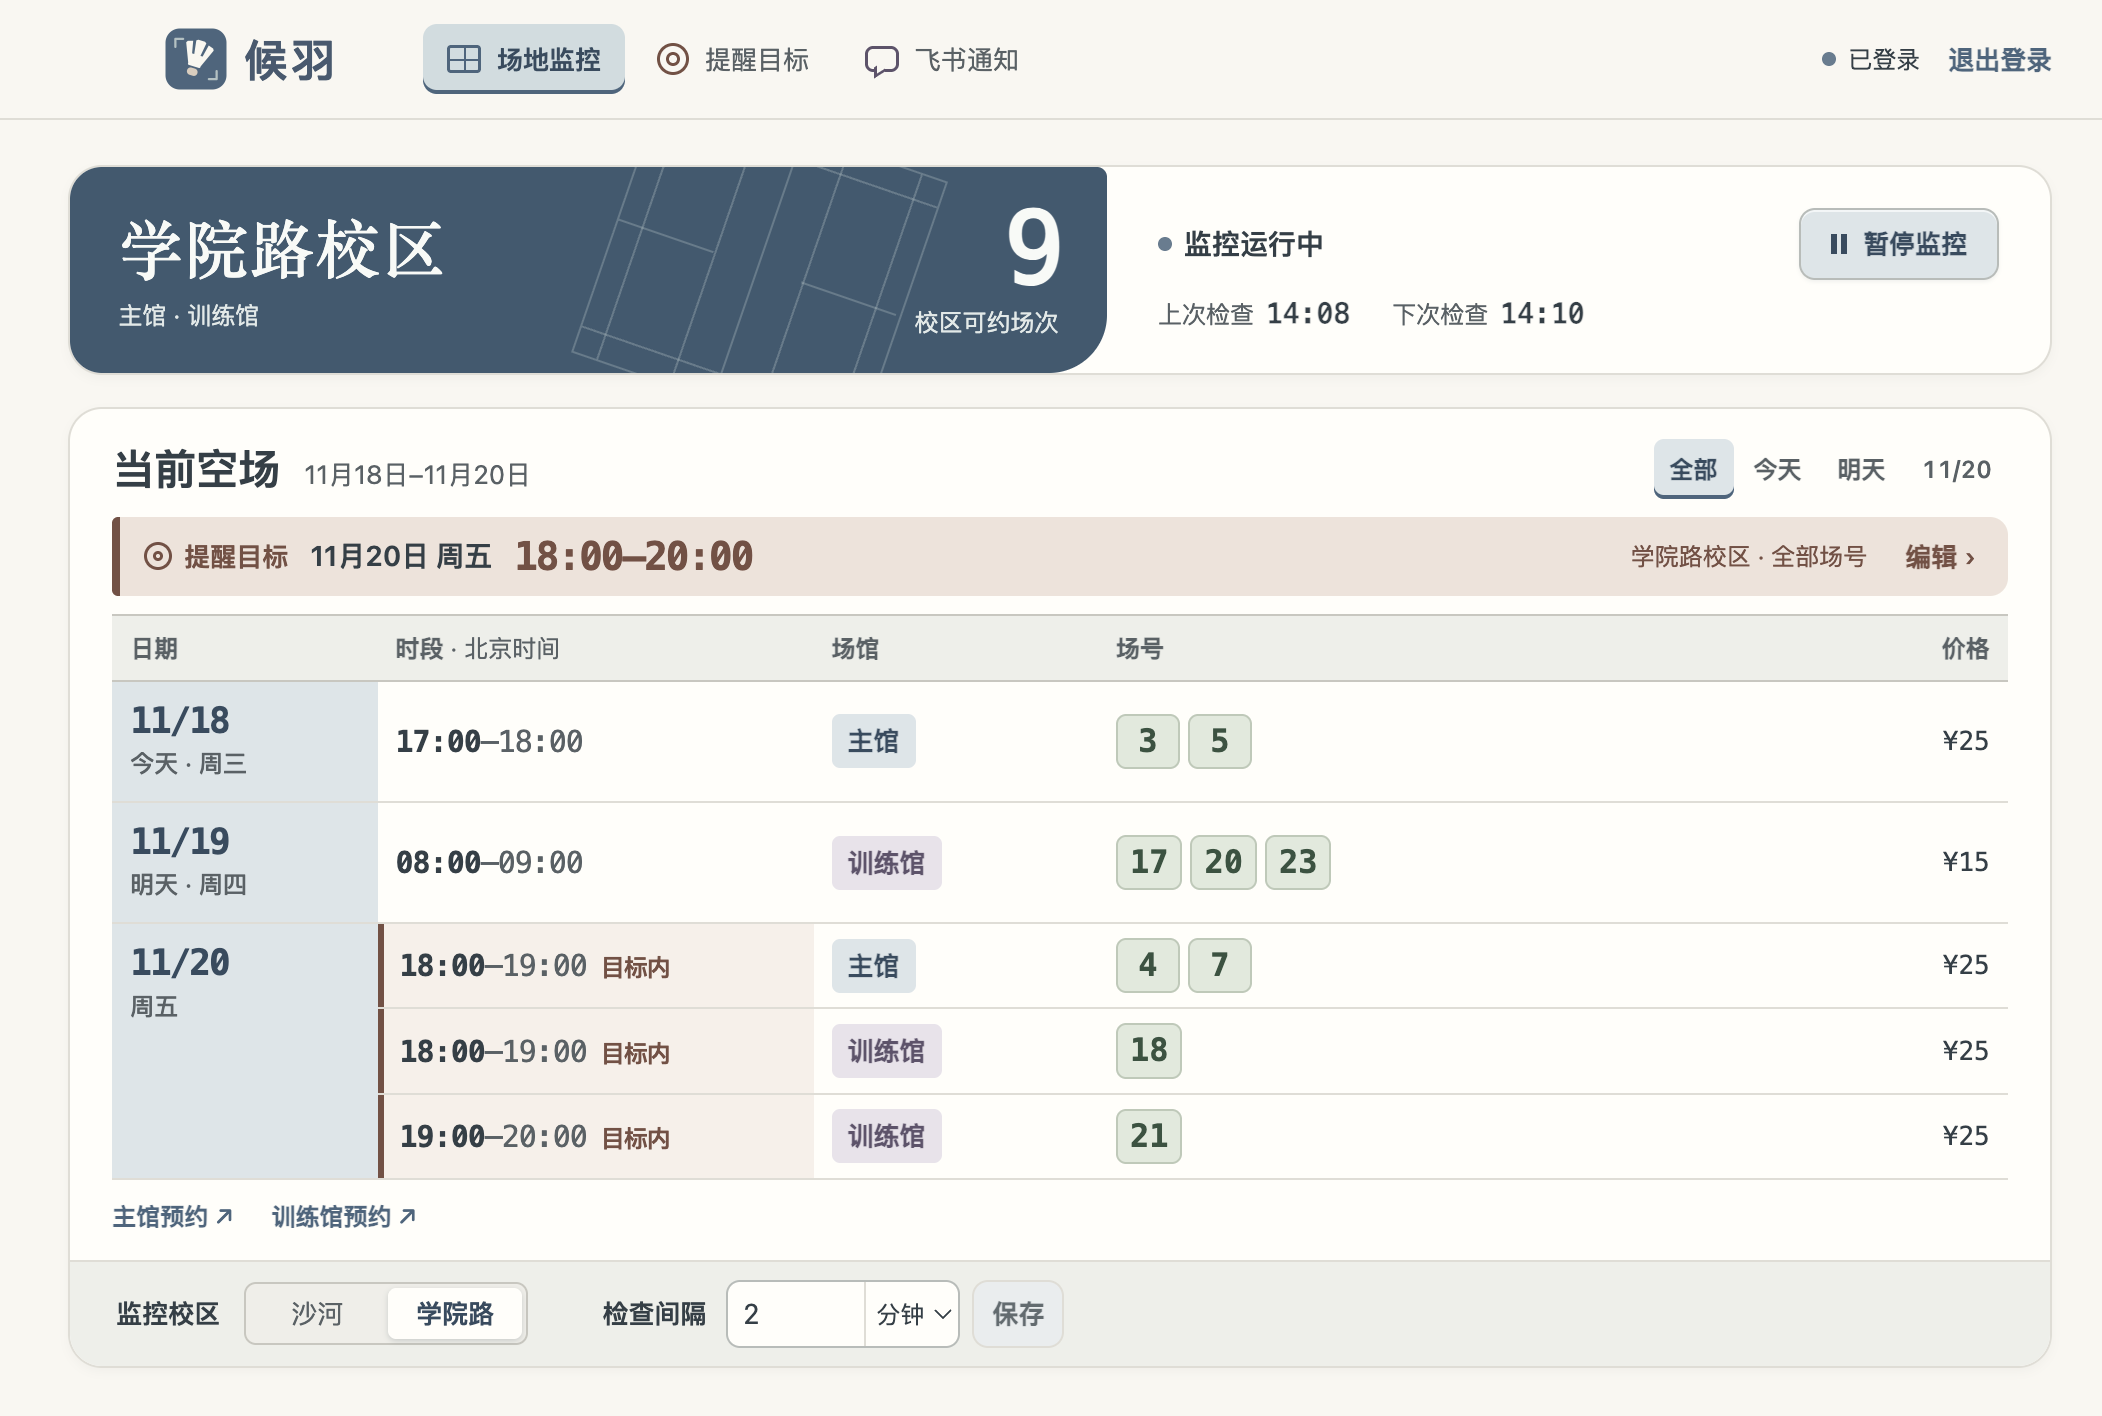 候羽 场地监控 提醒目标 飞书通知 已登录 退出登录
学院路校区
主馆 · 训练馆
9
校区可约场次
监控运行中 暂停监控
上次检查 14:08 下次检查 14:10
当前空场 11月18日–11月20日 全部 今天 明天 11/20
提醒目标 11月20日 周五 18:00–20:00 学院路校区 · 全部场号 编辑 ›
日期 时段 · 北京时间 场馆 场号 价格
11/18
今天 · 周三
17:00–18:00 主馆 3 5 ¥25
11/19
明天 · 周四
08:00–09:00 训练馆 17 20 23 ¥15
11/20
周五
18:00–19:00 目标内 主馆 4 7 ¥25
18:00–19:00 目标内 训练馆 18 ¥25
19:00–20:00 目标内 训练馆 21 ¥25
主馆预约 ↗ 训练馆预约 ↗
监控校区 沙河 学院路 检查间隔 2 分钟 保存